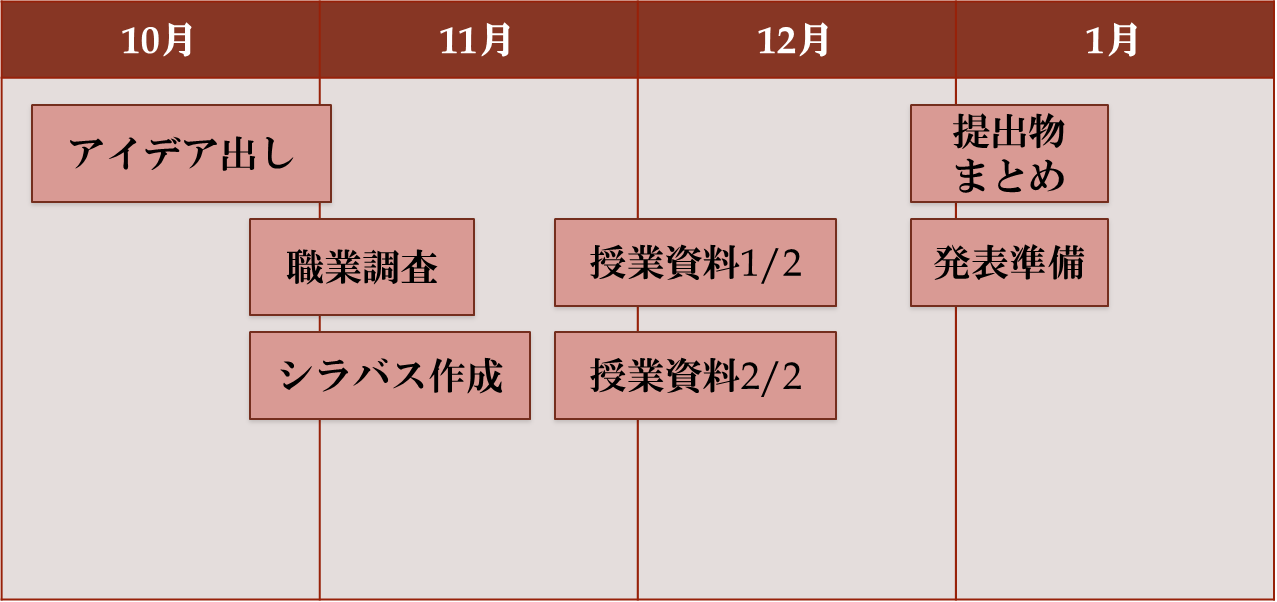 10月
11月
12月
1月
アイデア出し
提出物
まとめ
職業調査
授業資料1/2
発表準備
シラバス作成
授業資料2/2